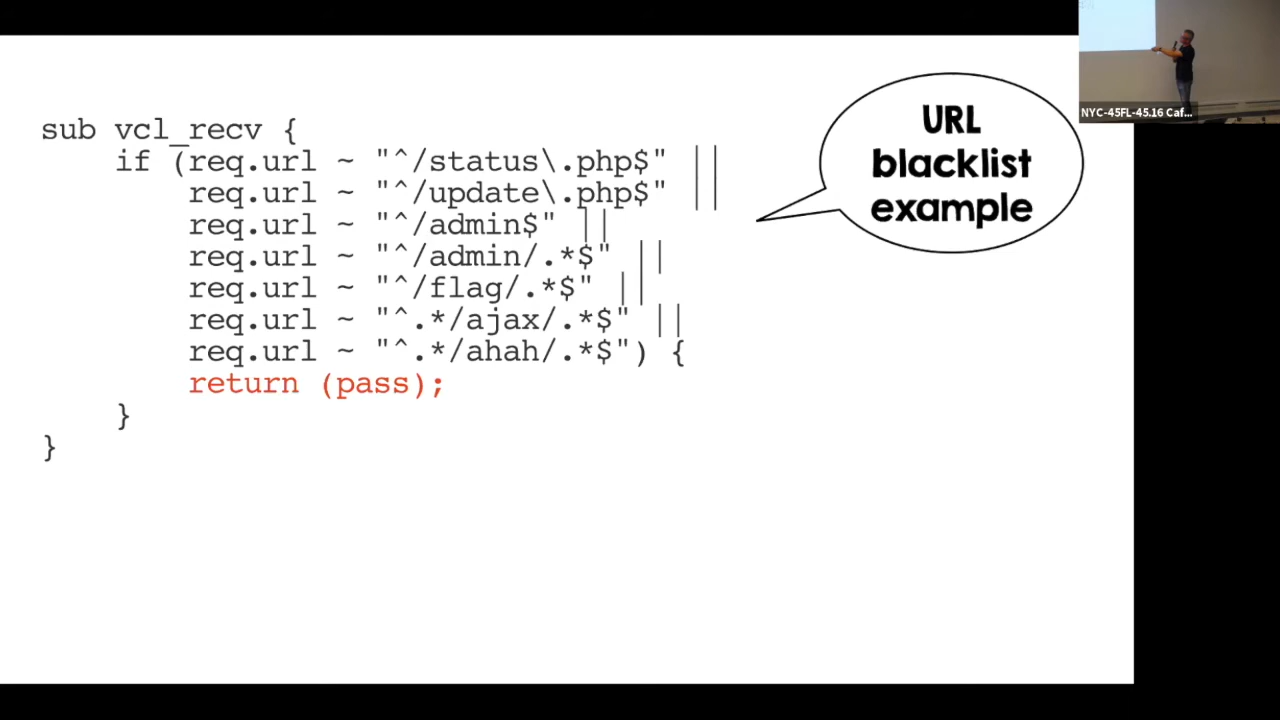 sub vcl_recv {
    if (req.url ~ "^/status\.php$" ||
        req.url ~ "^/update\.php$" ||
        req.url ~ "^/admin$" ||
        req.url ~ "^/admin/.*$" ||
        req.url ~ "^/flag/.*$" ||
        req.url ~ "^.*/ajax/.*$" ||
        req.url ~ "^.*/ahah/.*$") {
        return (pass);
    }
}
URL
blacklist
example
NYC-45FL-45.16 Caf...